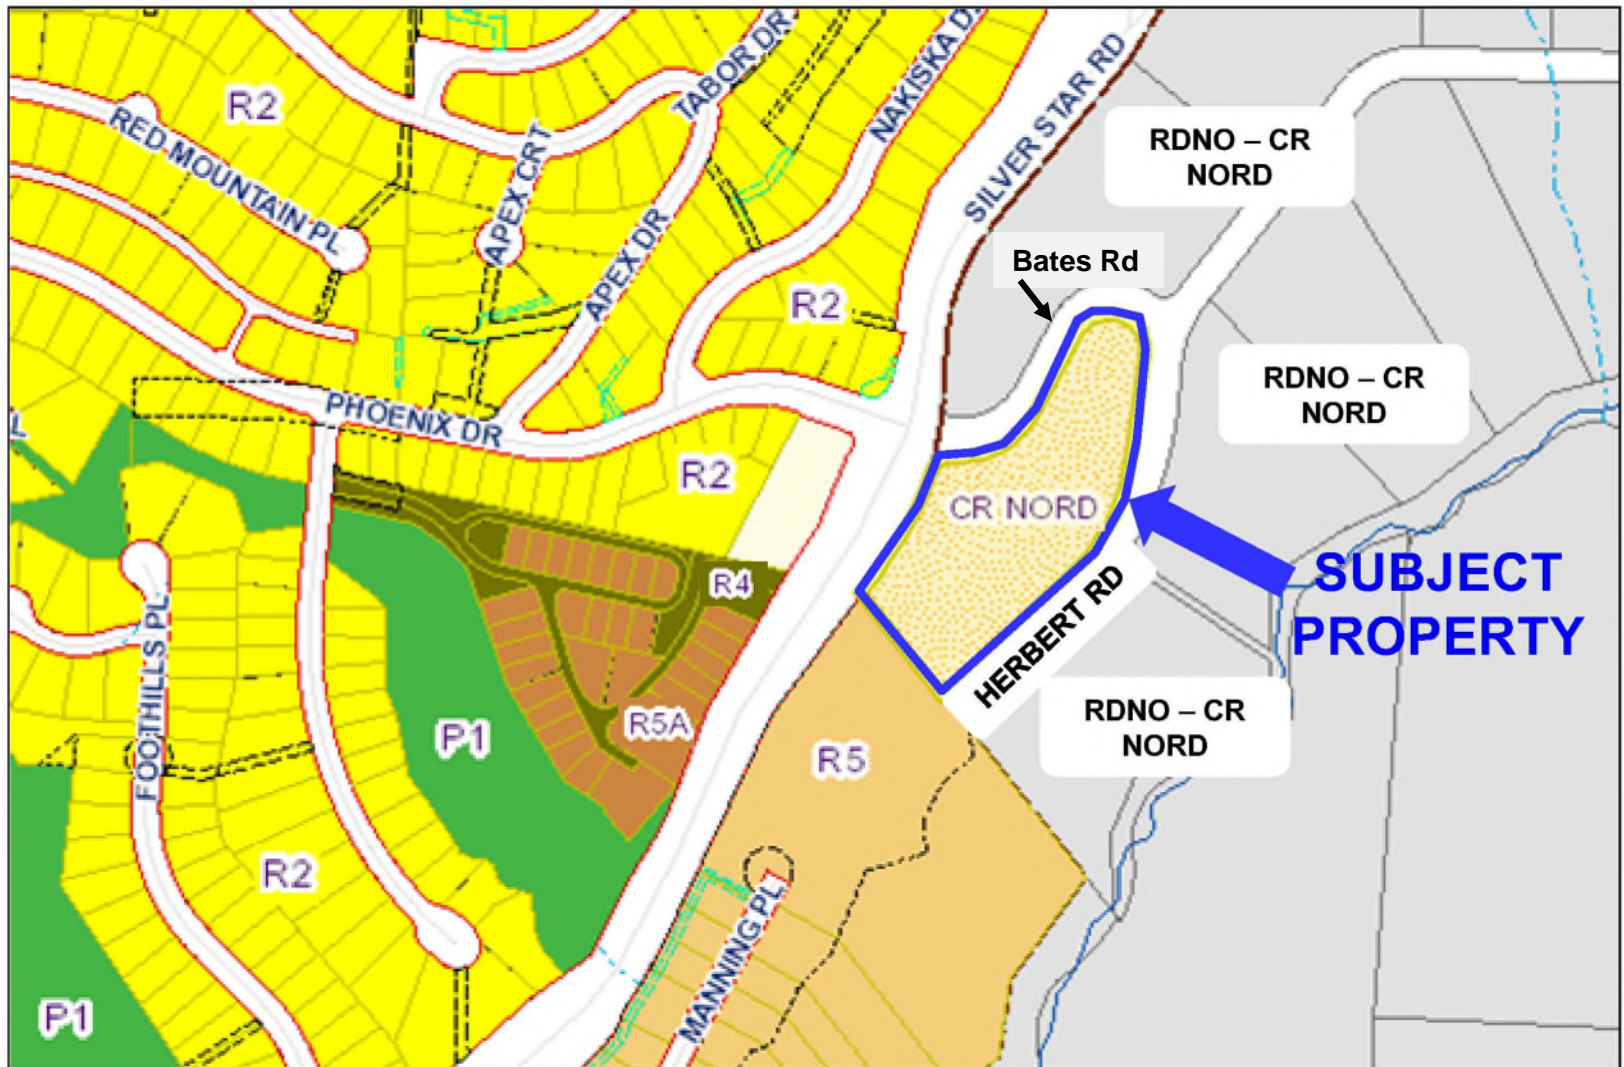 R2
RED MOUNTAIN PL
APEX CRT
TABOR DR
NAKISKA D
SILVER STAR RD
RDNO – CR
NORD
APEX DR
R2
Bates Rd
RDNO – CR
NORD
PHOENIX DR
L
R2
CR NORD
SUBJECT
PROPERTY
R4
HERBERT RD
FOOTHILLS PL
P1
R5A
R5
RDNO – CR
NORD
R2
MANNING PL
P1